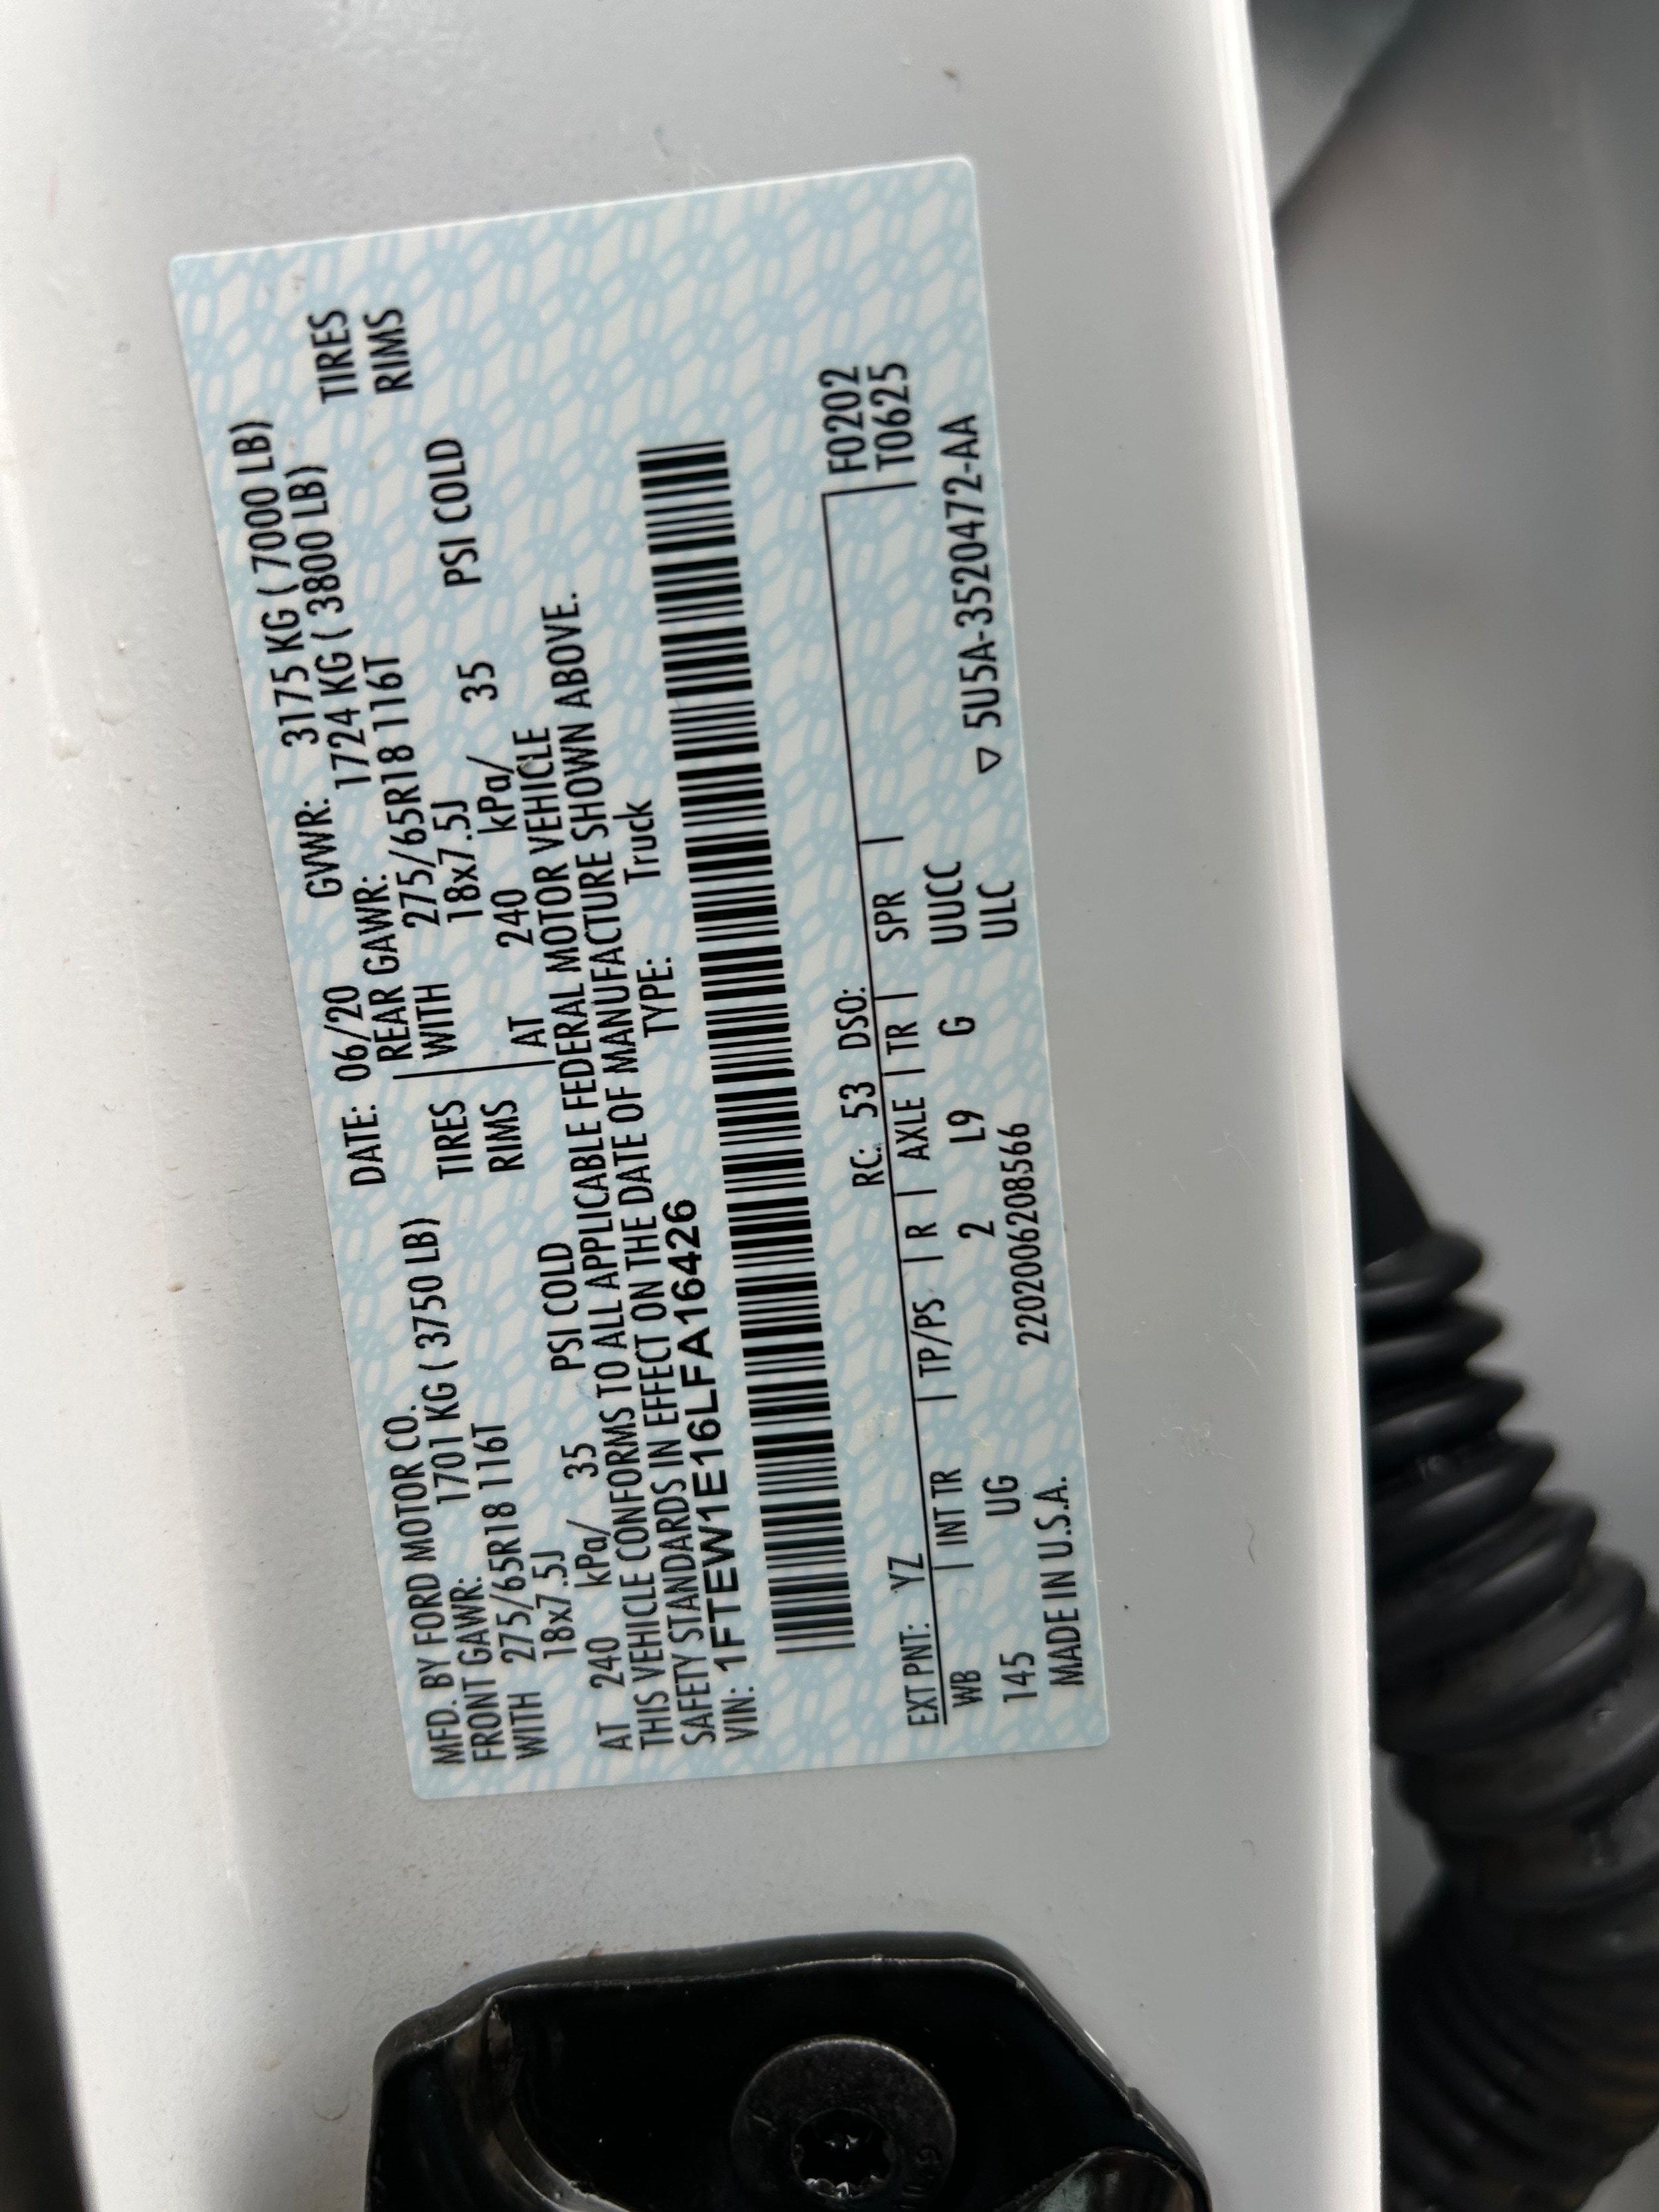 MFD. BY FORD MOTOR CO. DATE: 06/20 GVWR: 3175 KG ( 7000 LB)
FRONT GAWR: 1701 KG ( 3750 LB) REAR GAWR: 1724 KG ( 3800 LB)
WITH 275/65R18 116T TIRES WITH 275/65R18 116T TIRES
18x7.5J RIMS 18x7.5J RIMS
AT 240 kPa/ 35 PSI COLD AT 240 kPa/ 35 PSI COLD
THIS VEHICLE CONFORMS TO ALL APPLICABLE FEDERAL MOTOR VEHICLE
SAFETY STANDARDS IN EFFECT ON THE DATE OF MANUFACTURE SHOWN ABOVE.
VIN: 1FTEW1E16LFA16426 TYPE: Truck
EXT PNT: YZ RC: 53 DSO: F0202
WB | INT TR | TP/PS | R | AXLE | TR | SPR | T0625
145 UG 2 L9 G UUCC
ULC
MADE IN U.S.A. 2202006208566 ▽ 5U5A-3520472-AA